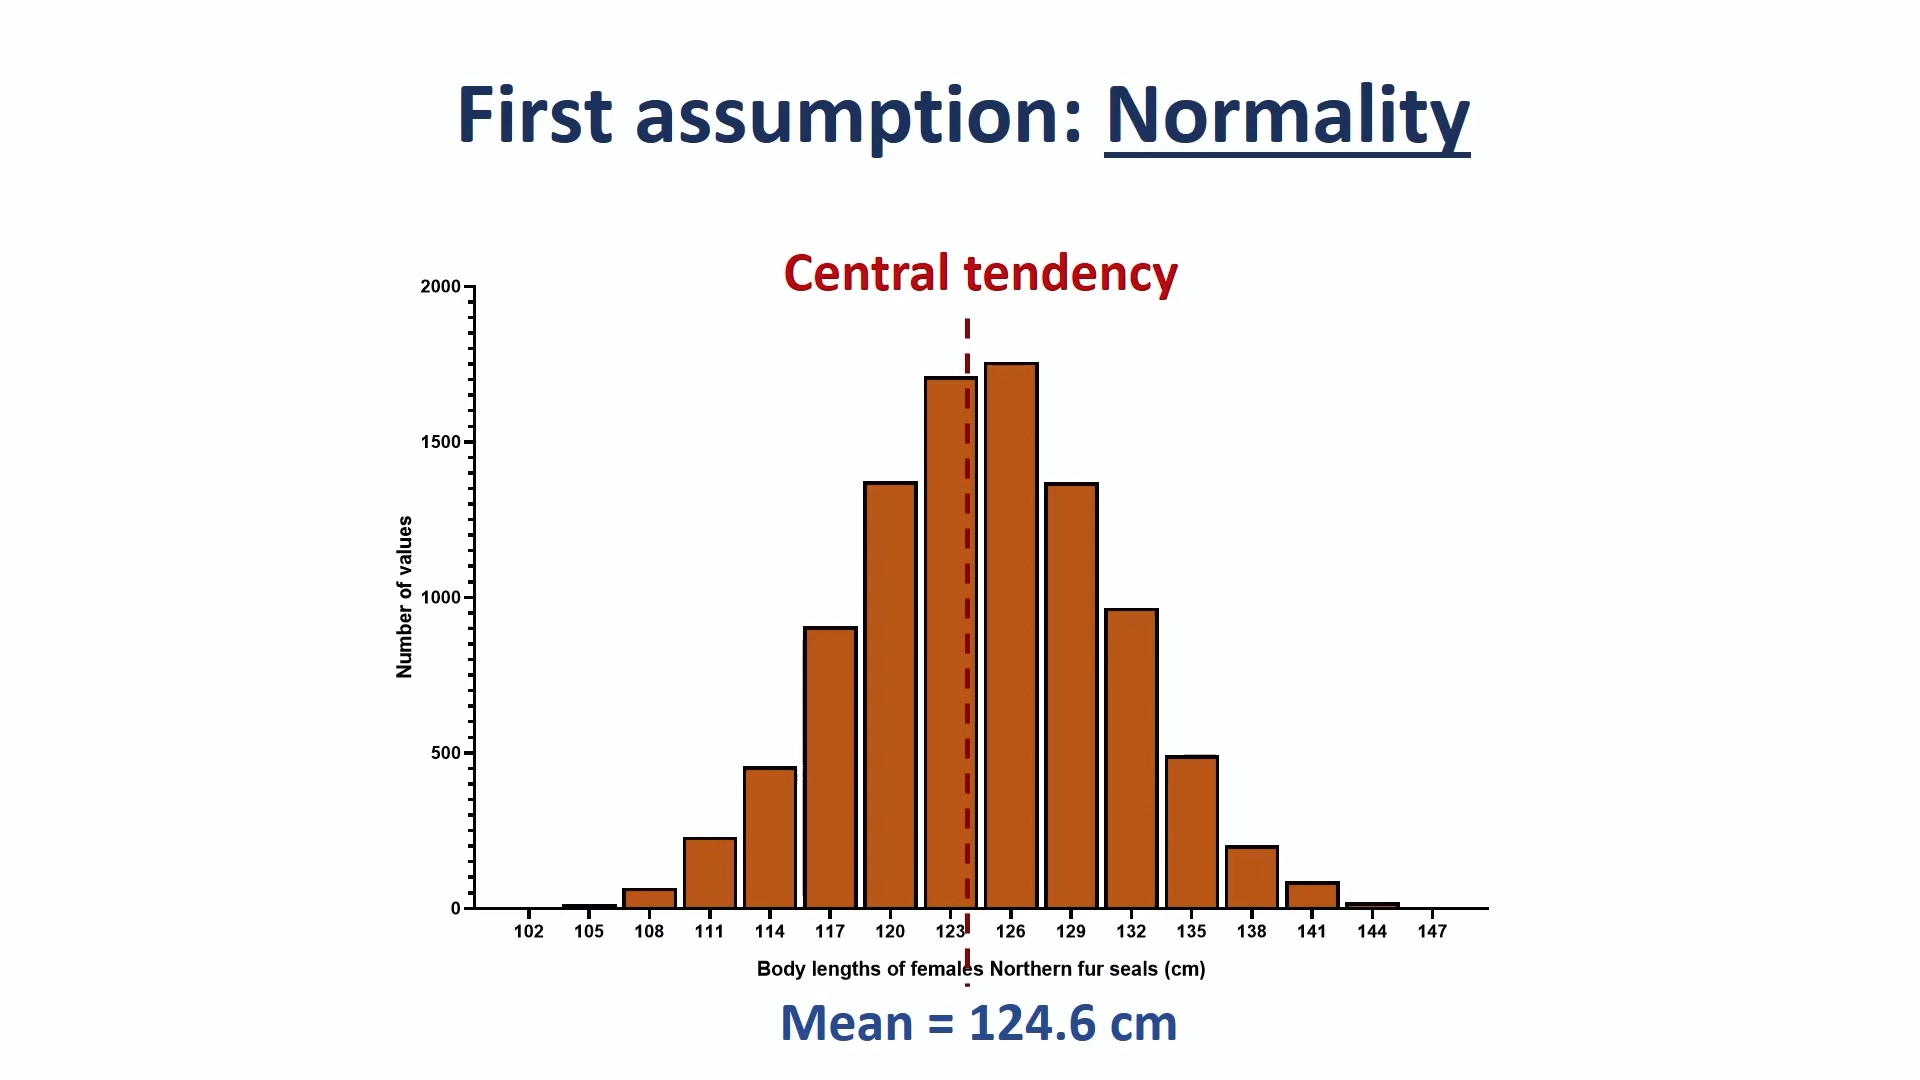 First assumption: Normality
Central tendency
2000
1500
1000
500
0
Number of values
102 105 108 111 114 117 120 123 126 129 132 135 138 141 144 147
Body lengths of females Northern fur seals (cm)
Mean = 124.6 cm